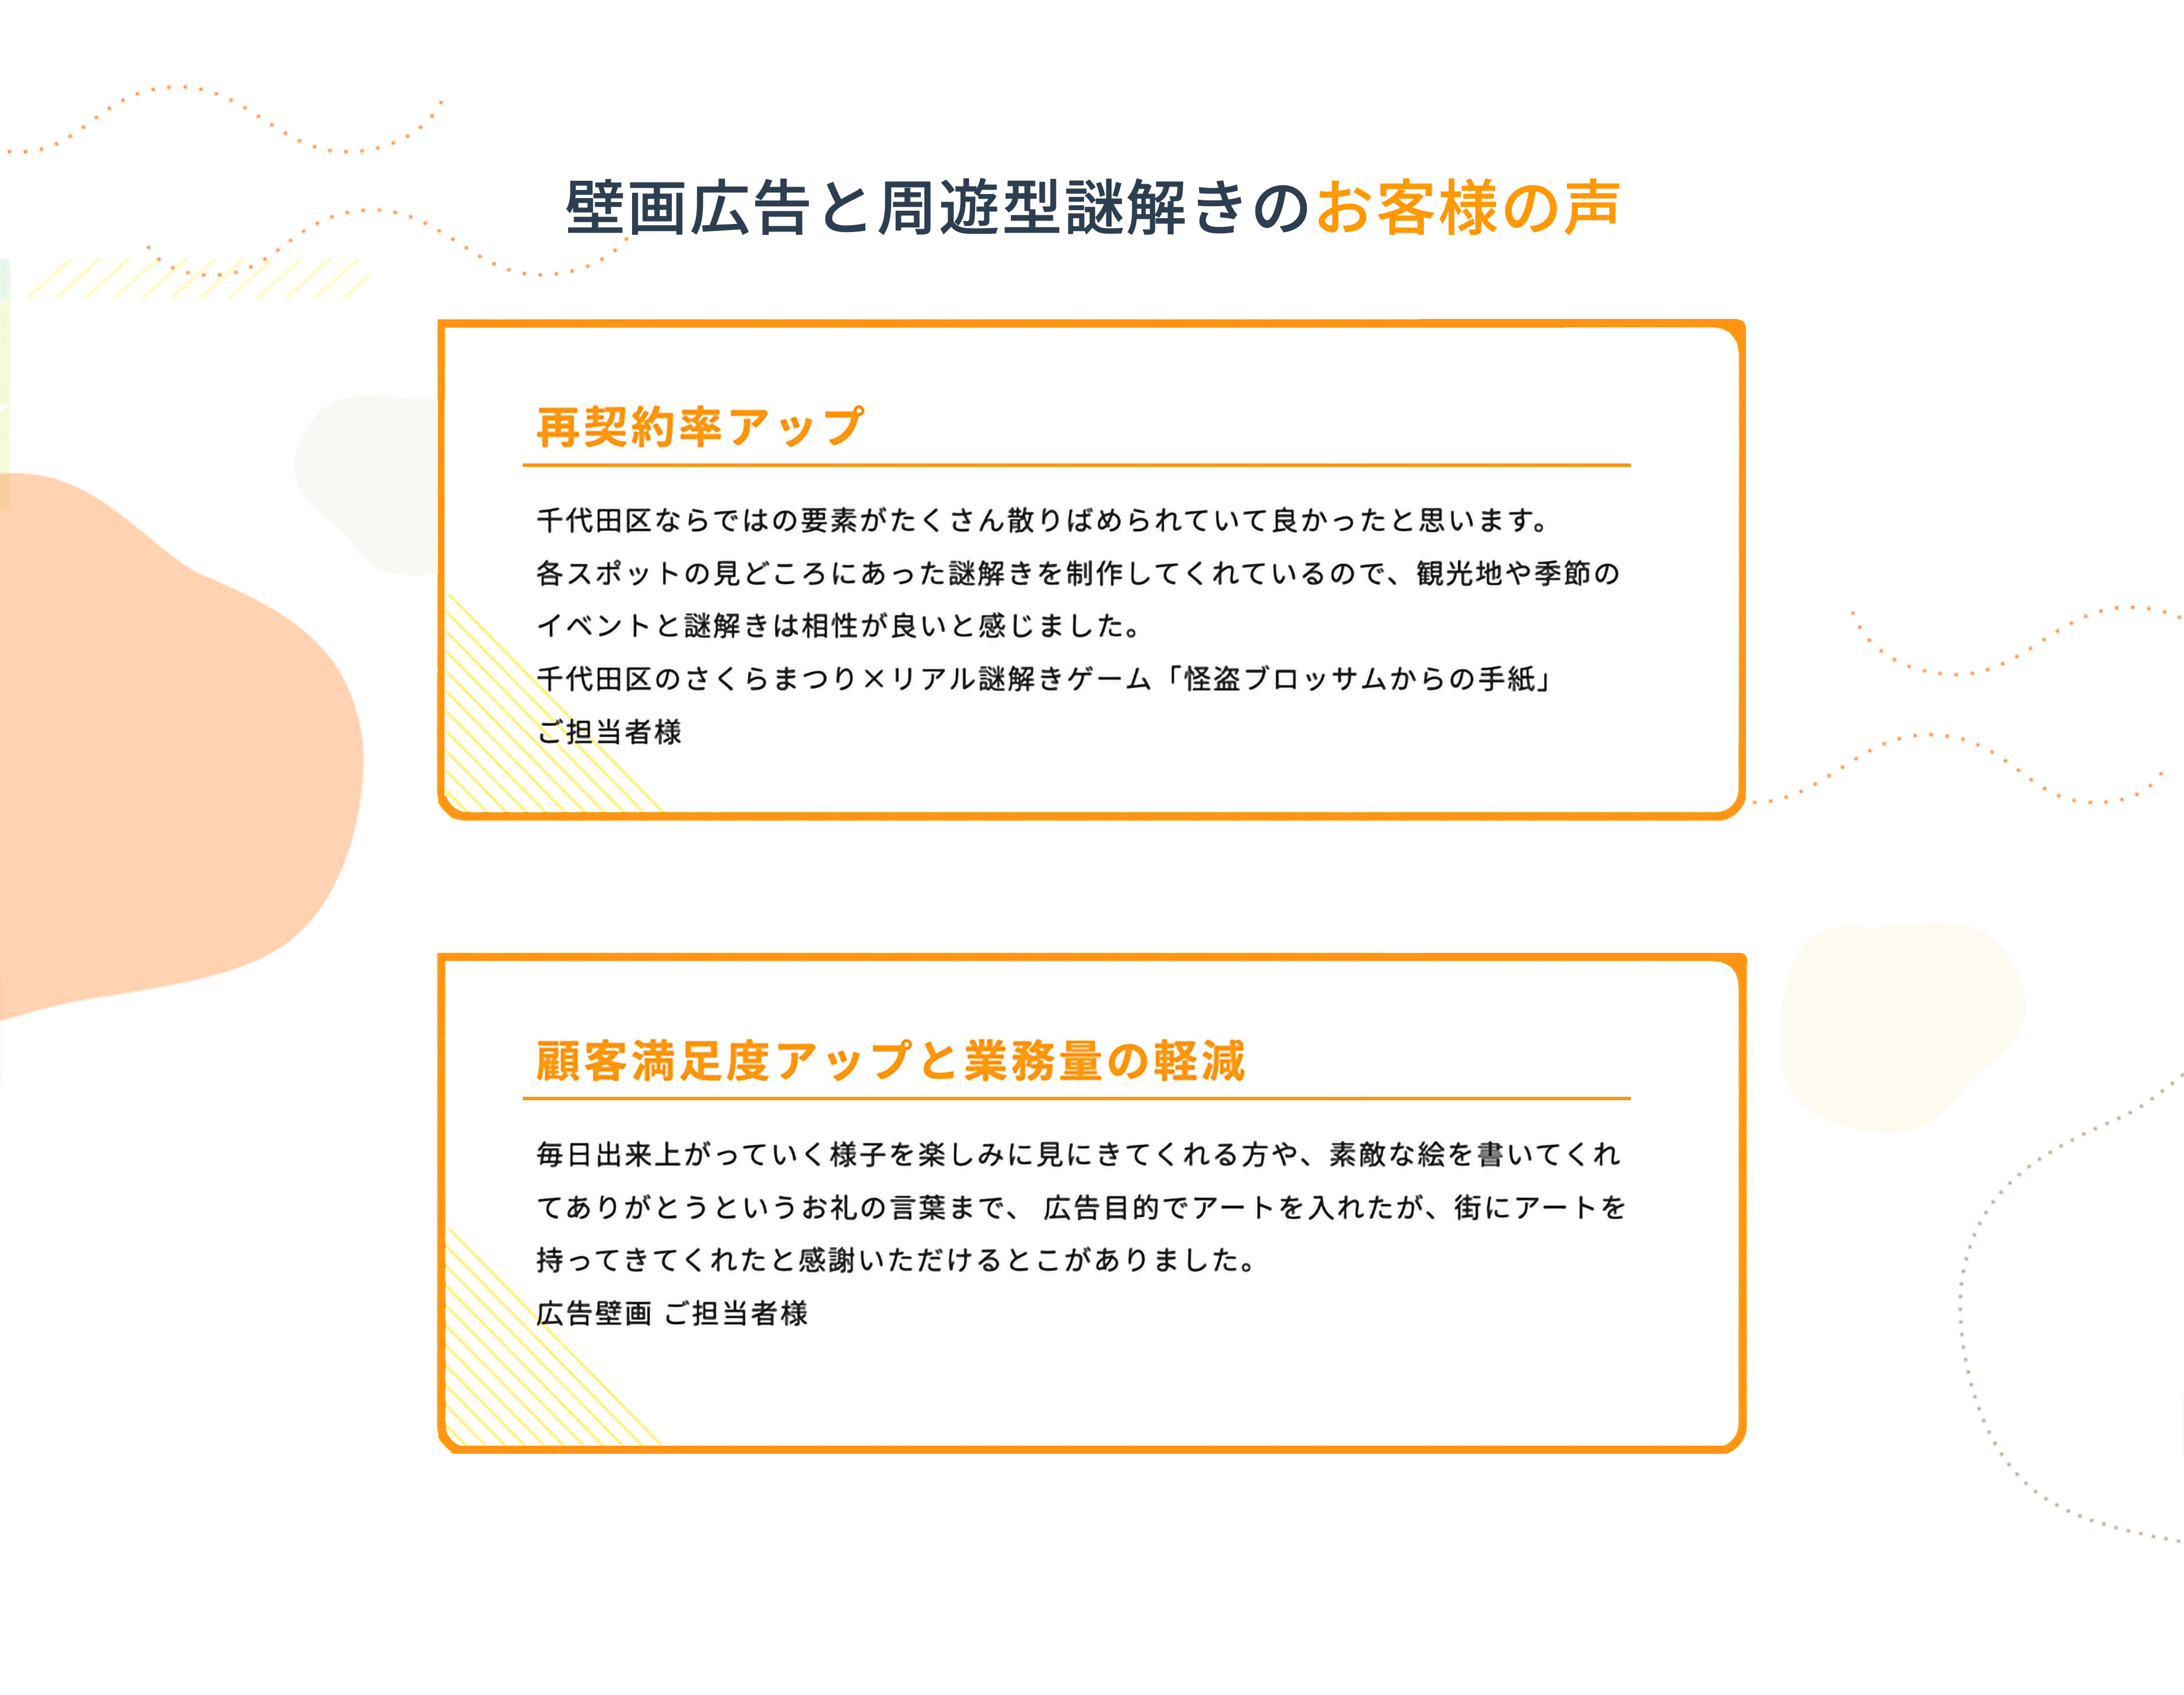 壁画広告と周遊型謎解きのお客様の声
再契約率アップ
千代田区ならではの要素がたくさん散りばめられていて良かったと思います。
各スポットの見どころにあった謎解きを制作してくれているので、観光地や季節の
イベントと謎解きは相性が良いと感じました。
千代田区のさくらまつり×リアル謎解きゲーム「怪盗ブロッサムからの手紙」
ご担当者様
顧客満足度アップと業務量の軽減
毎日出来上がっていく様子を楽しみに見にきてくれる方や、素敵な絵を書いてくれ
てありがとうというお礼の言葉まで、 広告目的でアートを入れたが、街にアートを
持ってきてくれたと感謝いただけるとこがありました。
広告壁画 ご担当者様